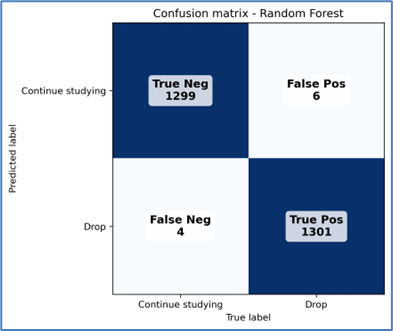 Confusion matrix - Random Forest
Predicted label
Continue studying
True Neg
1299
False Pos
6
Drop
False Neg
4
True Pos
1301
Continue studying
Drop
True label